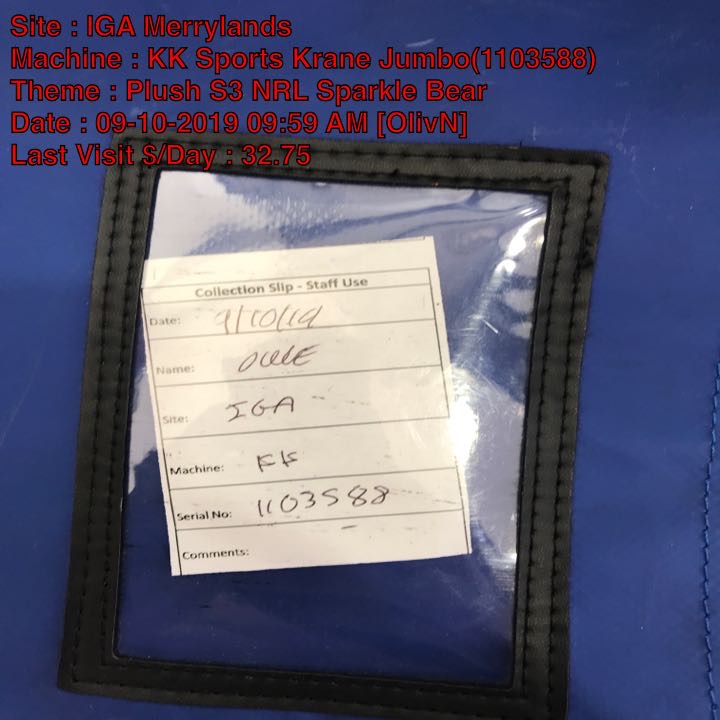 Site : IGA Merrylands
Machine : KK Sports Krane Jumbo(1103588)
Theme : Plush S3 NRL Sparkle Bear
Date : 09-10-2019 09:59 AM [OlivN]
Last Visit $/Day : 32.75
Collection Slip - Staff Use
Date: 9/10/19
Name: OLLIE
Site: IGA
Machine: KK
Serial No: 1103588
Comments: